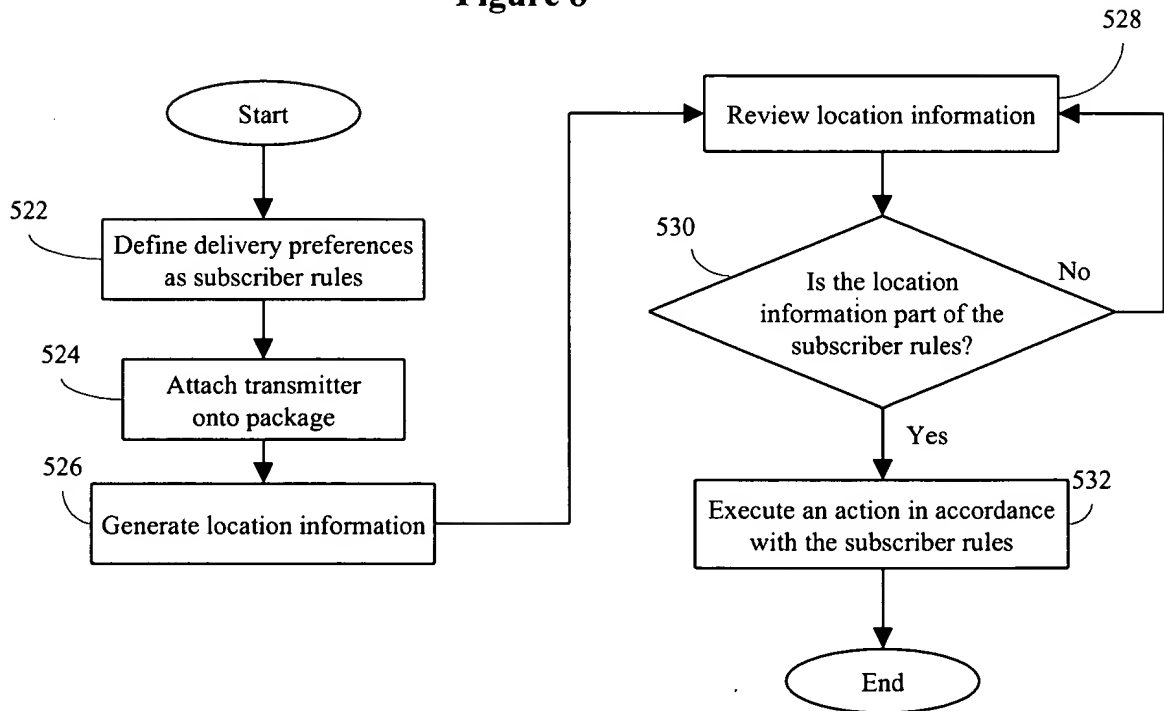 Start
522
Define delivery preferences
as subscriber rules
524
Attach transmitter
onto package
526
Generate location information
528
Review location information
530
Is the location
information part of the
subscriber rules?
No
Yes
532
Execute an action in accordance
with the subscriber rules
End